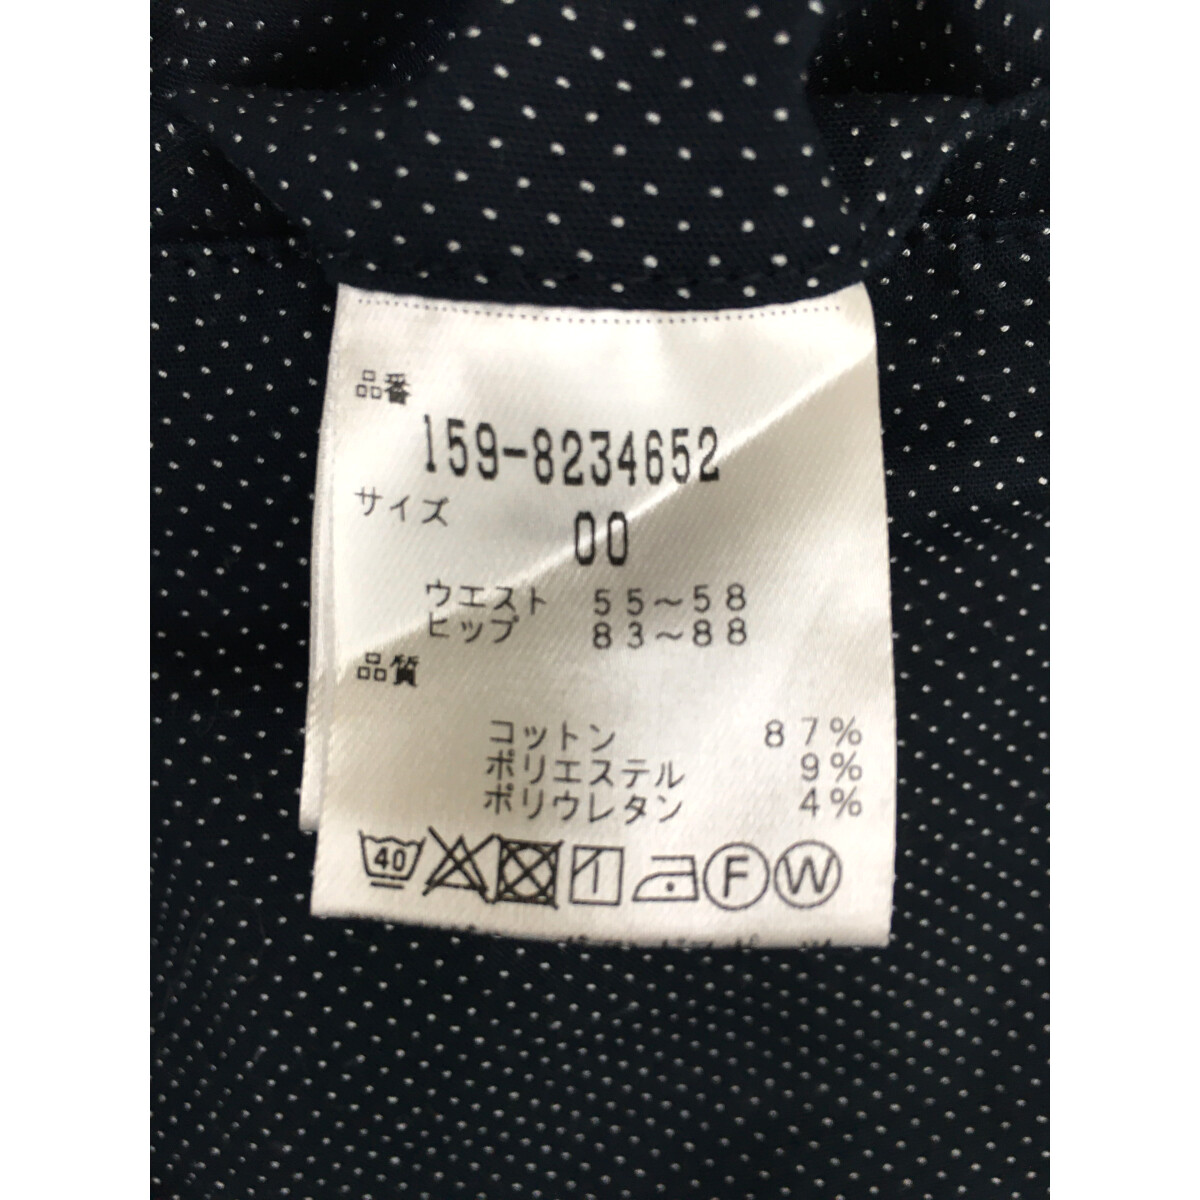 品番
159-8234652
サイズ
00
ウエスト 55～58
ヒップ 83～88
品質
コットン 87%
ポリエステル 9%
ポリウレタン 4%
40 F W